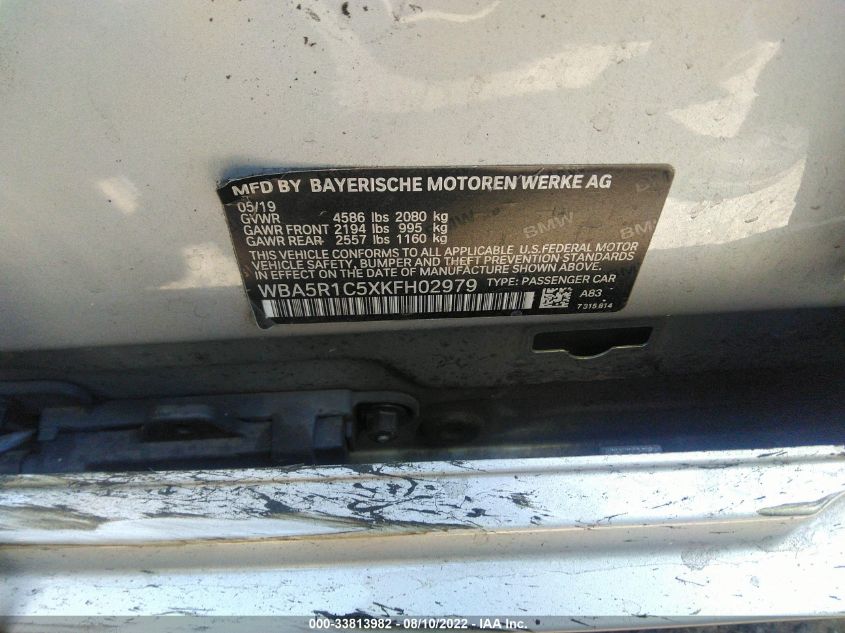 MFD BY BAYERISCHE MOTOREN WERKE AG
05/19
GVWR 4586 lbs 2080 kg
GAWR FRONT 2194 lbs 995 kg
GAWR REAR 2557 lbs 1160 kg
THIS VEHICLE CONFORMS TO ALL APPLICABLE U.S.FEDERAL MOTOR
VEHICLE SAFETY, BUMPER AND THEFT PREVENTION STANDARDS
IN EFFECT ON THE DATE OF MANUFACTURE SHOWN ABOVE.
WBA5R1C5XKFH02979 TYPE: PASSENGER CAR
A83
7 315 814
BMW
BMW
BMW
000-33813982 / 08/10/2022 - IAA Inc.